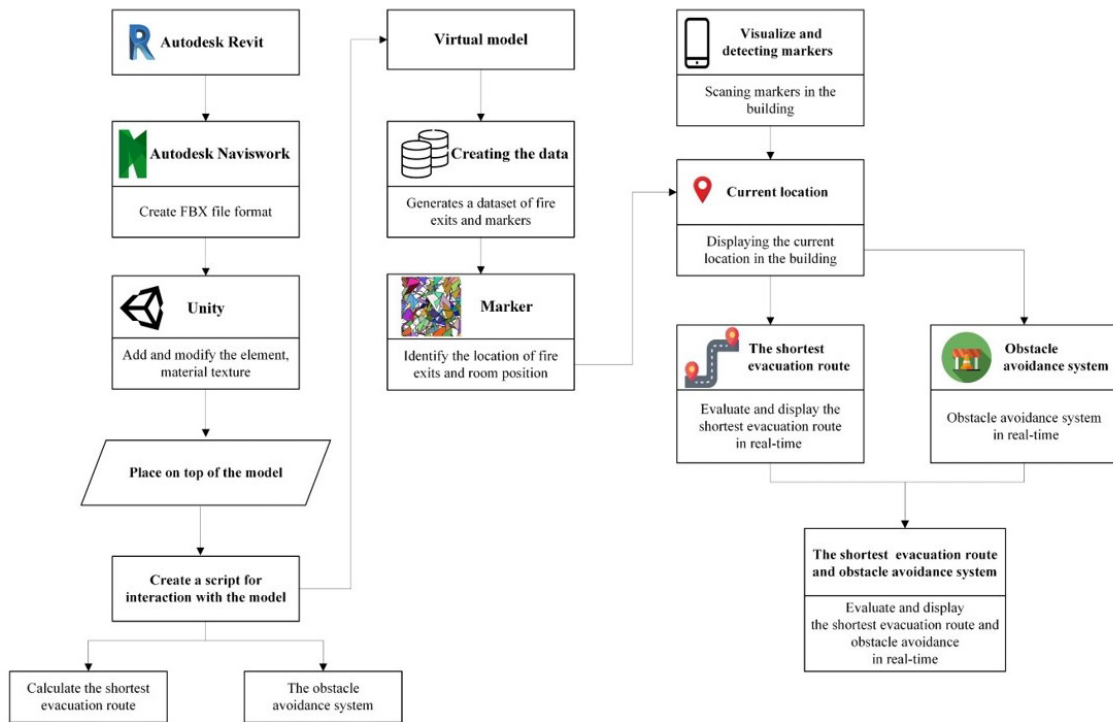 Autodesk Revit
Autodesk Naviswork
Create FBX file format
Unity
Add and modify the element,
material texture
Place on top of the model
Create a script for
interaction with the model
Calculate the shortest
evacuation route
The obstacle
avoidance system
Virtual model
Creating the data
Generates a dataset of fire
exits and markers
Marker
Identify the location of fire
exits and room position
Visualize and
detecting markers
Scaning markers in the
building
Current location
Displaying the current
location in the building
The shortest
evacuation route
Evaluate and display the
shortest evacuation route
in real-time
Obstacle
avoidance system
Obstacle avoidance system
in real-time
The shortest evacuation route
and obstacle avoidance system
Evaluate and display
the shortest evacuation route and
obstacle avoidance
in real-time